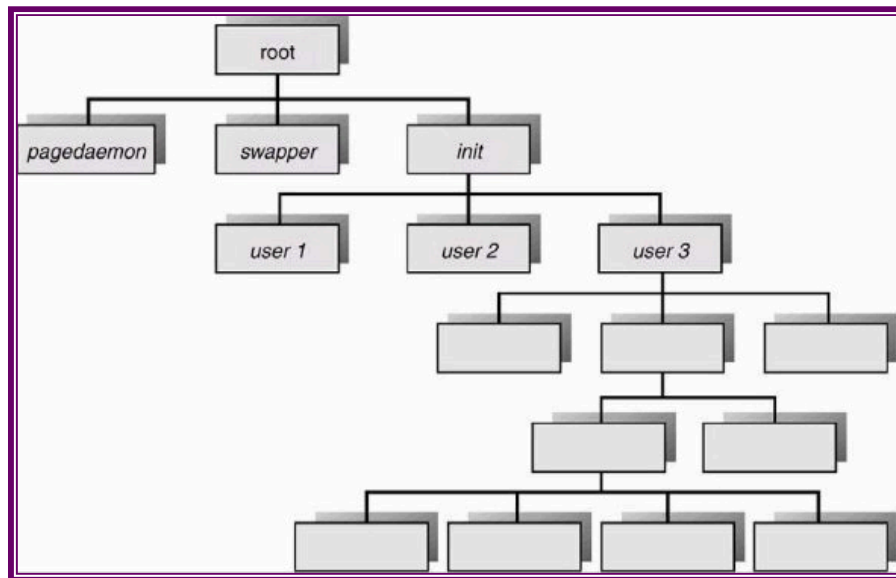 root
pagedaemon
swapper
init
user 1
user 2
user 3